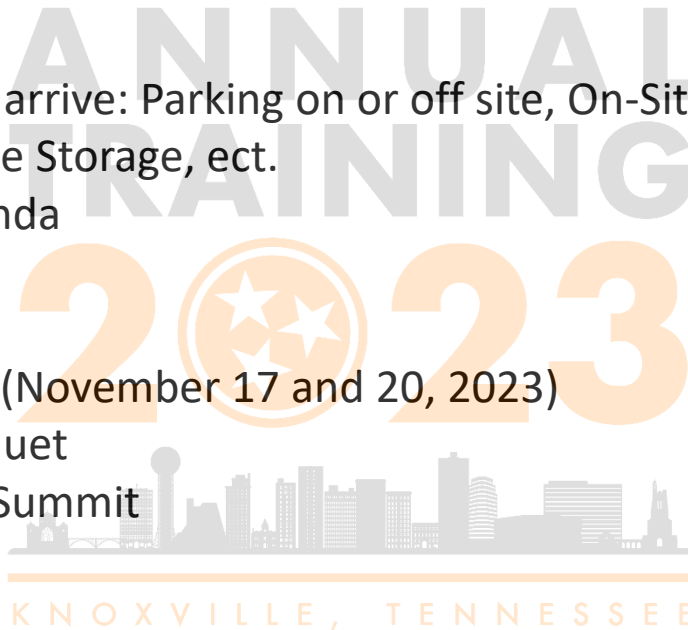 ANNUAL
arrive: Parking on or off site, On-Sit
e Storage, ect.
TRAINING
nda
2023
(November 17 and 20, 2023)
uet
Summit
KNOXVILLE, TENNESSEE